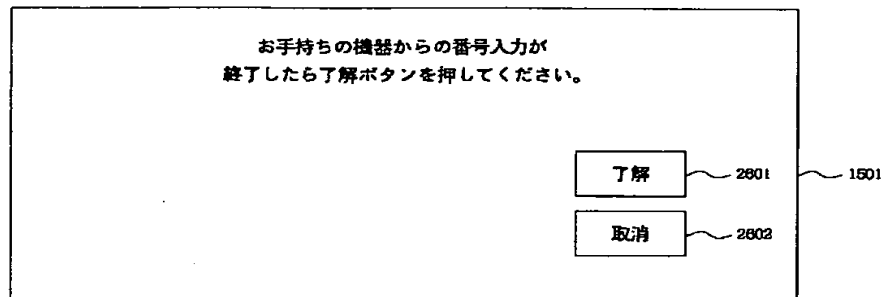 お手持ちの機器からの番号入力が
終了したら了解ボタンを押してください。
了解
2601
1501
取消
2602